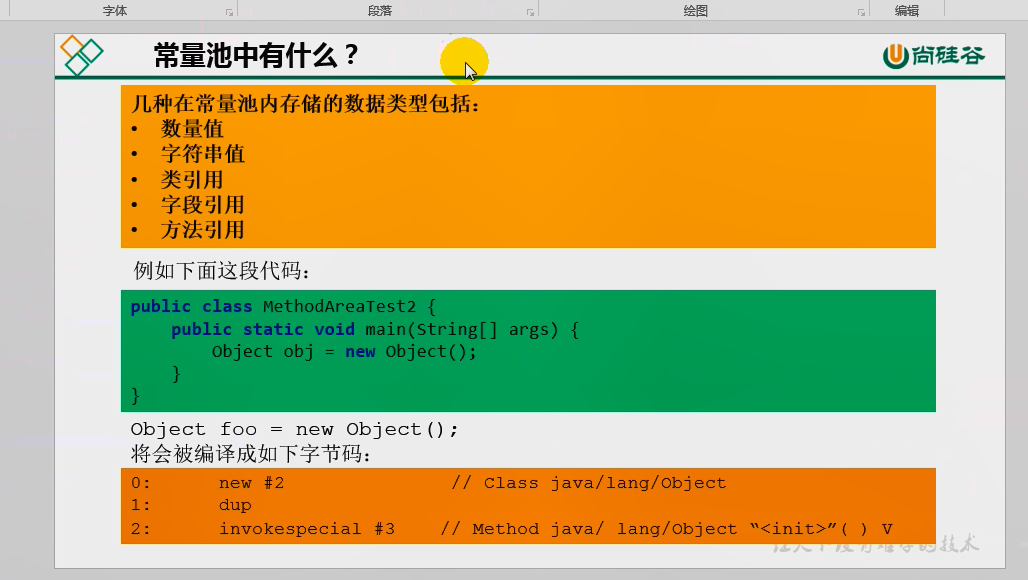 字体 段落 绘图 编辑
常量池中有什么？
尚硅谷
几种在常量池内存储的数据类型包括：
• 数量值
• 字符串值
• 类引用
• 字段引用
• 方法引用
例如下面这段代码：
public class MethodAreaTest2 {
    public static void main(String[] args) {
        Object obj = new Object();
    }
}
Object foo = new Object();
将会被编译成如下字节码：
0: new #2 // Class java/lang/Object
1: dup
2: invokespecial #3 // Method java/ lang/Object “<init>”( ) V